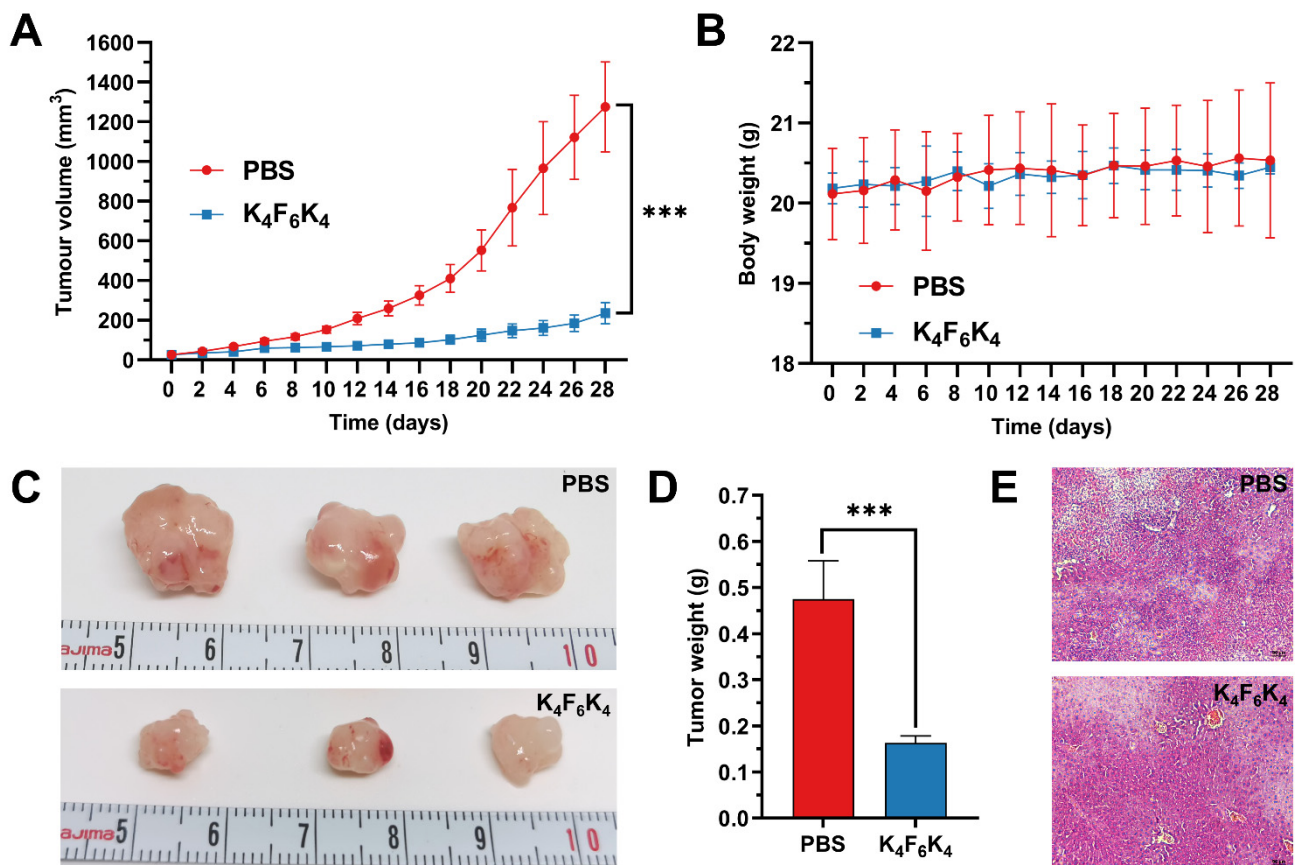 A
1600
1400
1200
1000
800
600
400
200
0
Tumour volume (mm³)
PBS
K₄F₆K₄
***
0 2 4 6 8 10 12 14 16 18 20 22 24 26 28
Time (days)
B
22
21
20
19
18
Body weight (g)
PBS
K₄F₆K₄
0 2 4 6 8 10 12 14 16 18 20 22 24 26 28
Time (days)
C
PBS
ajima 5 6 7 8 9 10
K₄F₆K₄
ajima 5 6 7 8 9 10
D
0.7
0.6
0.5
0.4
0.3
0.2
0.1
0.0
Tumor weight (g)
***
PBS K₄F₆K₄
E
PBS
K₄F₆K₄